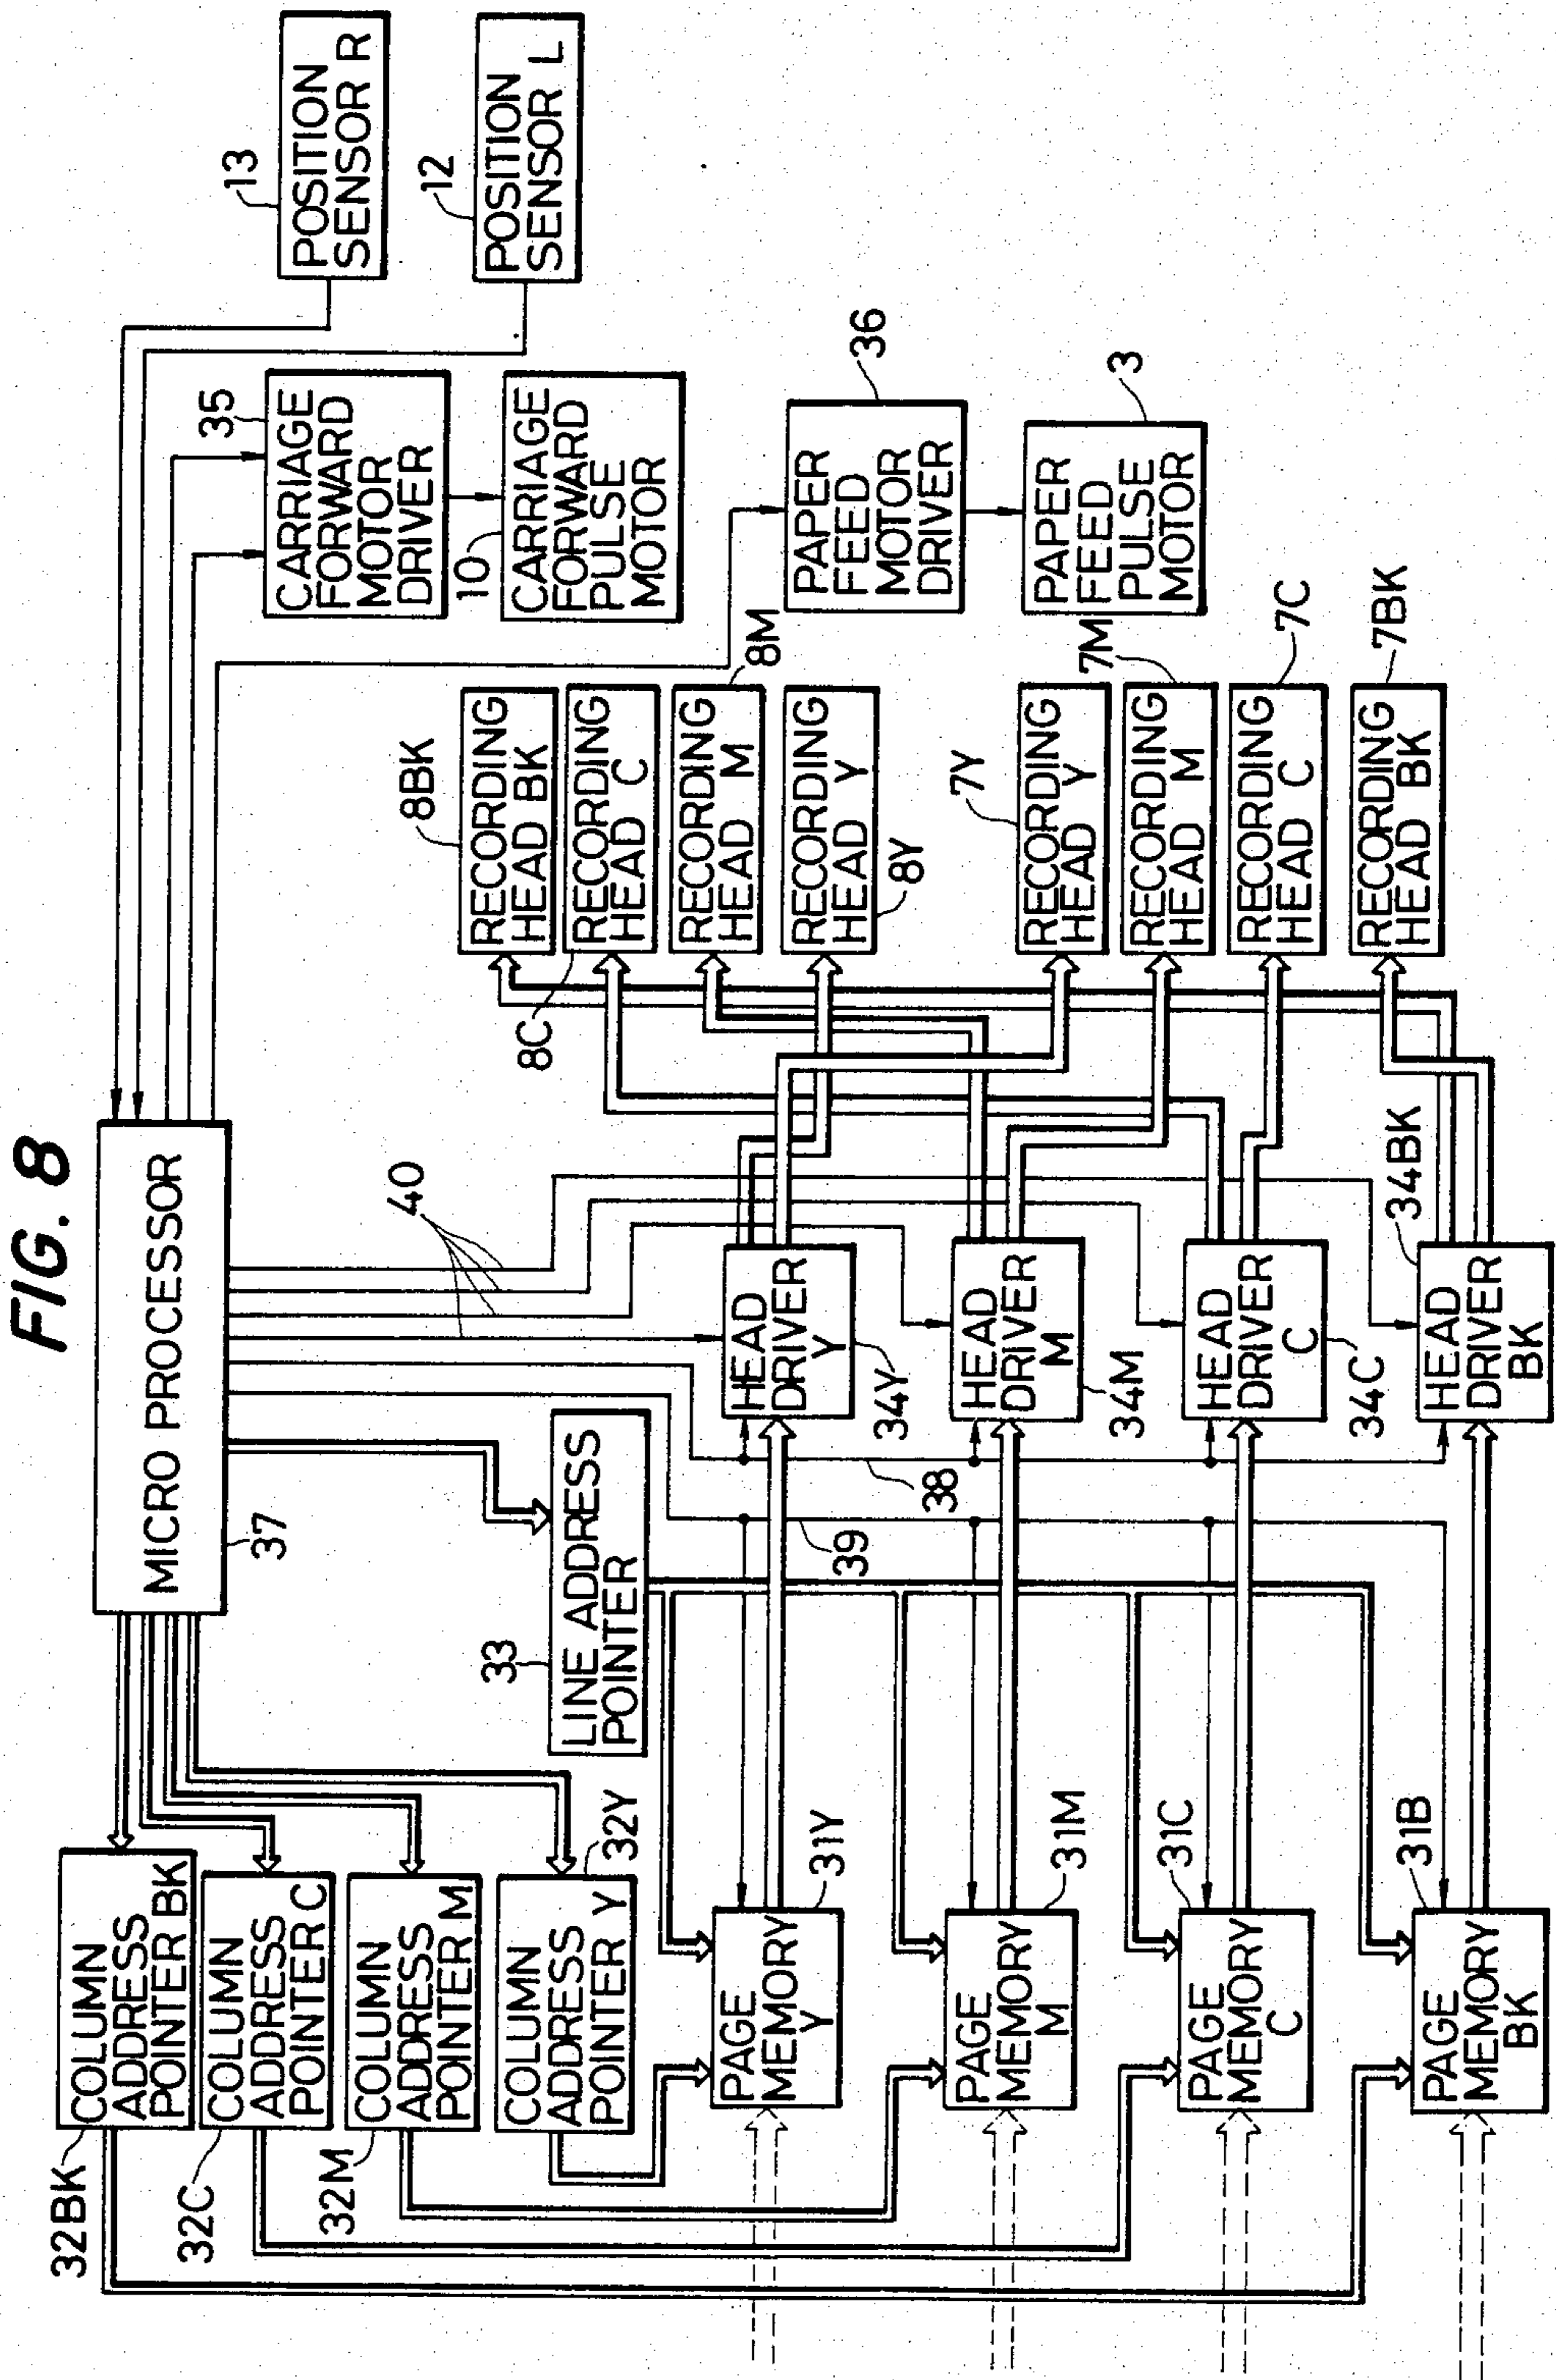 FIG. 8
MICRO PROCESSOR
37
COLUMN
ADDRESS
POINTER BK
32BK
COLUMN
ADDRESS
POINTER C
32C
COLUMN
ADDRESS
POINTER M
32M
COLUMN
ADDRESS
POINTER Y
32Y
LINE ADDRESS
POINTER
33
40
38
39
PAGE
MEMORY
Y
31Y
PAGE
MEMORY
M
31M
PAGE
MEMORY
C
31C
PAGE
MEMORY
BK
31B
HEAD
DRIVER
Y
34Y
HEAD
DRIVER
M
34M
HEAD
DRIVER
C
34C
HEAD
DRIVER
BK
34BK
RECORDING
HEAD BK
8BK
RECORDING
HEAD C
8C
RECORDING
HEAD M
8M
RECORDING
HEAD Y
8Y
RECORDING
HEAD Y
7Y
RECORDING
HEAD M
7M
RECORDING
HEAD C
7C
RECORDING
HEAD BK
7BK
CARRIAGE
FORWARD
MOTOR
DRIVER
35
CARRIAGE
FORWARD
PULSE
MOTOR
10
PAPER
FEED
MOTOR
DRIVER
36
PAPER
FEED
PULSE
MOTOR
3
POSITION
SENSOR R
13
POSITION
SENSOR L
12